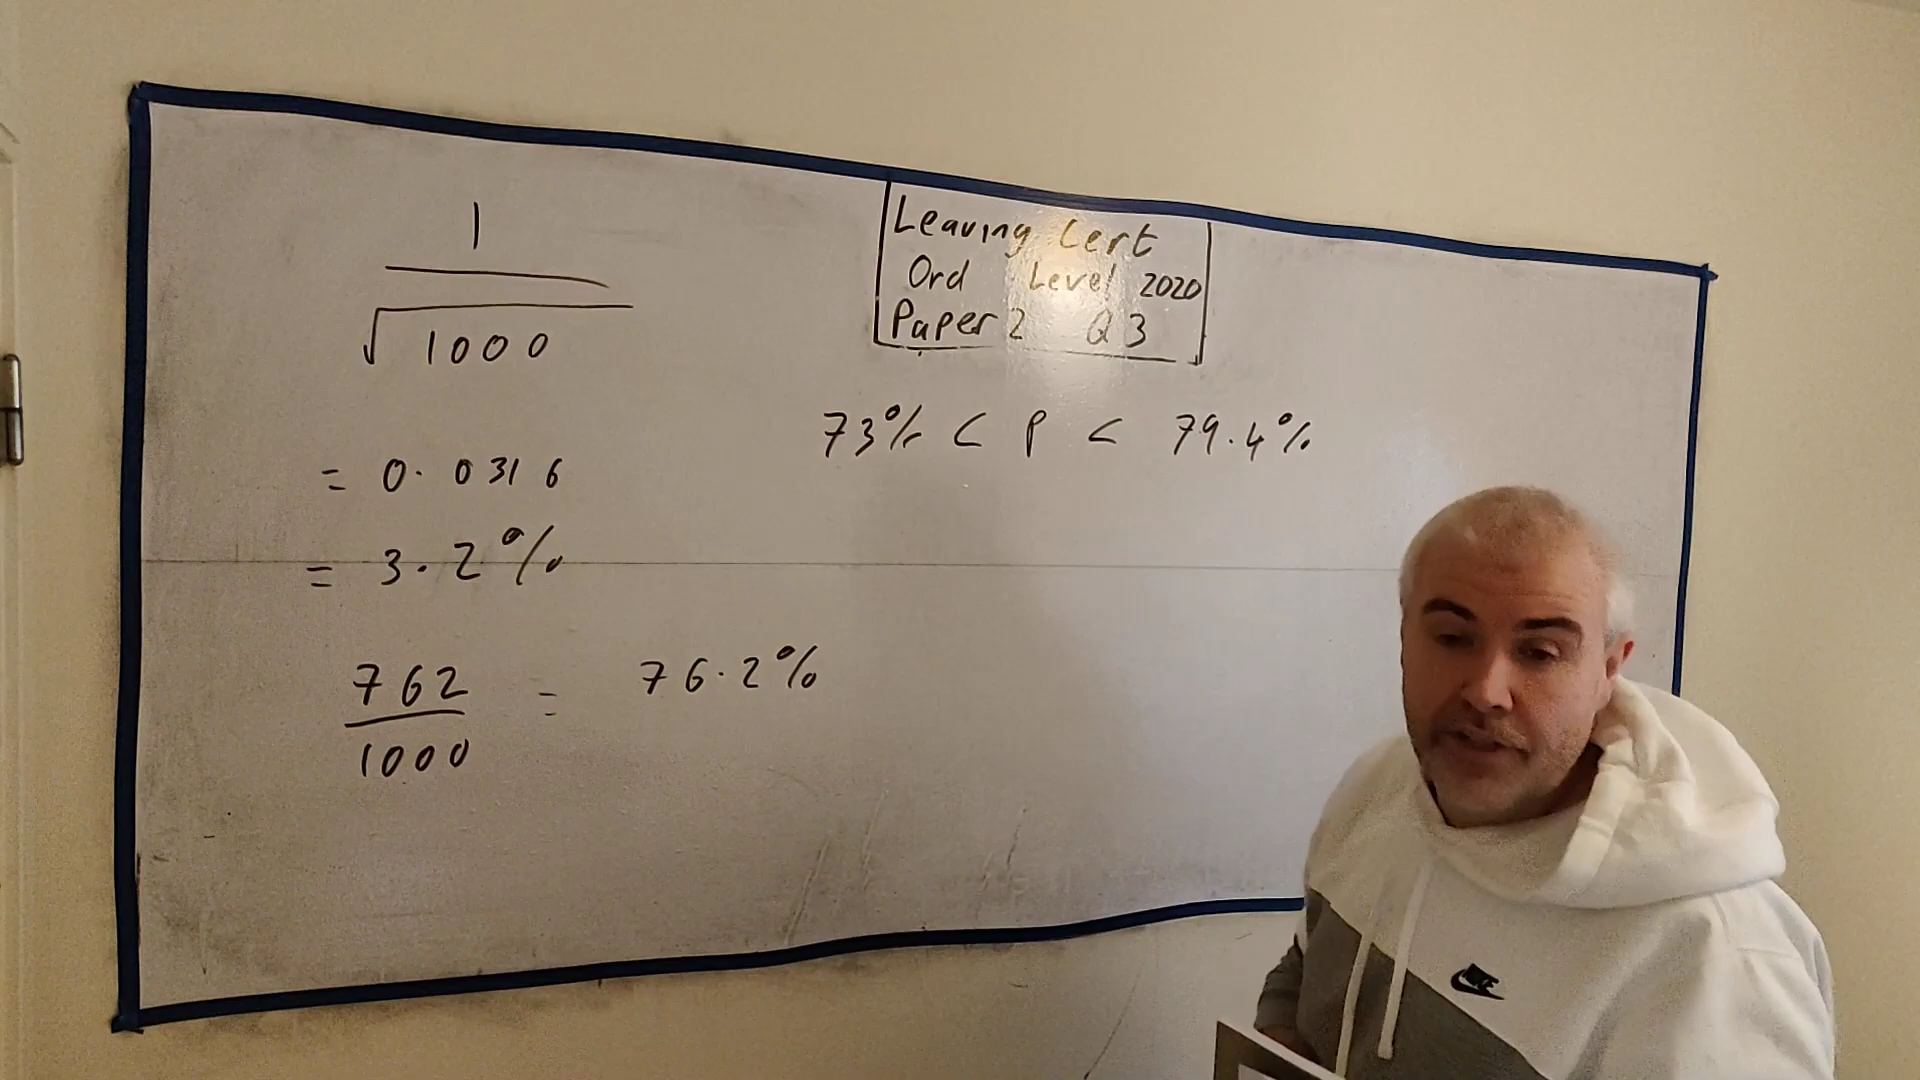 1
√1000
= 0.0316
= 3.2%
762
1000
= 76.2%
Leaving Cert
Ord Level 2020
Paper 2 Q3
73% < P < 79.4%